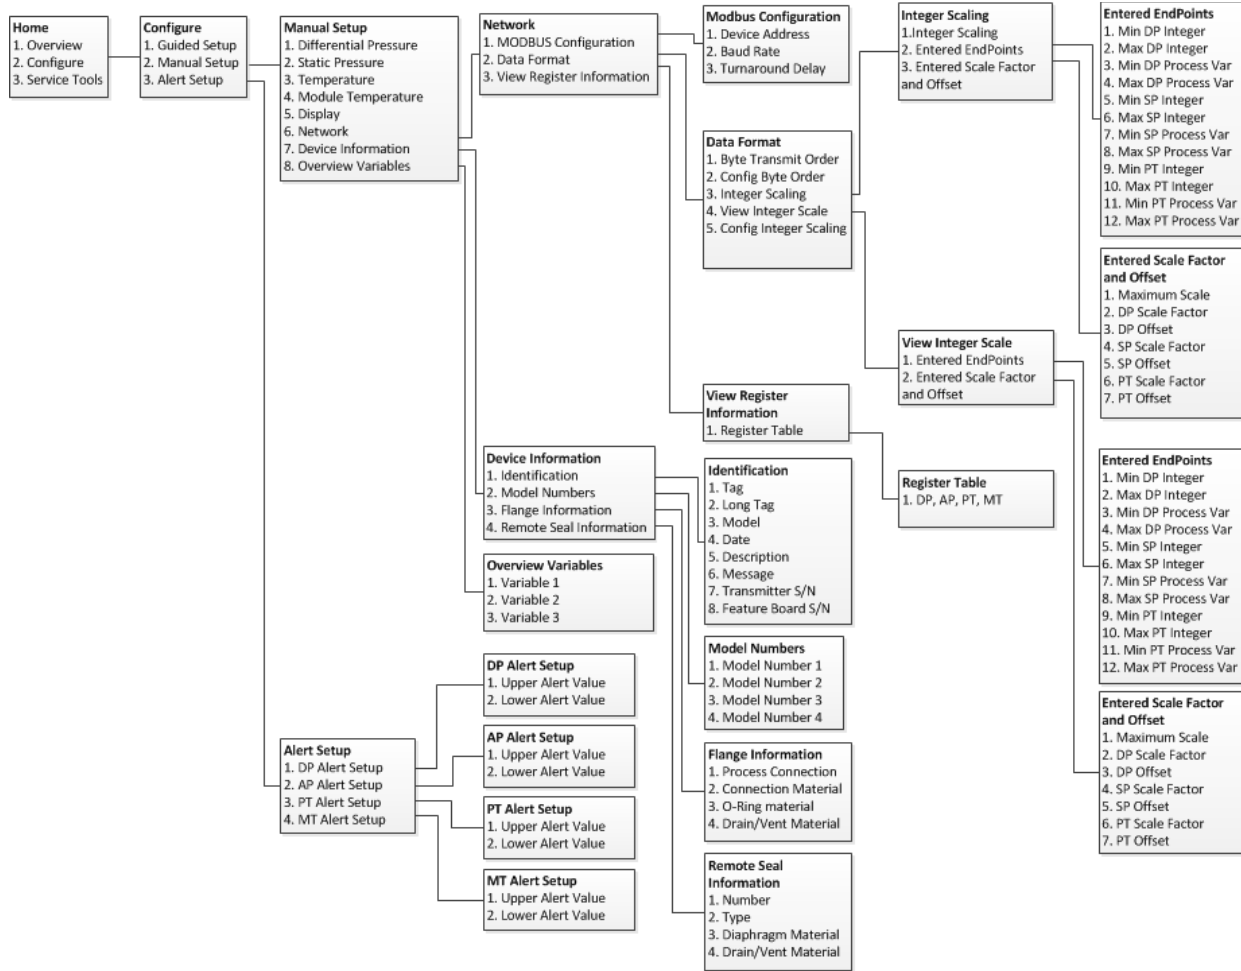 Home
1. Overview
2. Configure
3. Service Tools
Configure
1. Guided Setup
2. Manual Setup
3. Alert Setup
Manual Setup
1. Differential Pressure
2. Static Pressure
3. Temperature
4. Module Temperature
5. Display
6. Network
7. Device Information
8. Overview Variables
Network
1. MODBUS Configuration
2. Data Format
3. View Register Information
Modbus Configuration
1. Device Address
2. Baud Rate
3. Turnaround Delay
Integer Scaling
1.Integer Scaling
2. Entered EndPoints
3. Entered Scale Factor
and Offset
Entered EndPoints
1. Min DP Integer
2. Max DP Integer
3. Min DP Process Var
4. Max DP Process Var
5. Min SP Integer
6. Max SP Integer
7. Min SP Process Var
8. Max SP Process Var
9. Min PT Integer
10. Max PT Integer
11. Min PT Process Var
12. Max PT Process Var
Data Format
1. Byte Transmit Order
2. Config Byte Order
3. Integer Scaling
4. View Integer Scale
5. Config Integer Scaling
Entered Scale Factor
and Offset
1. Maximum Scale
2. DP Scale Factor
3. DP Offset
4. SP Scale Factor
5. SP Offset
6. PT Scale Factor
7. PT Offset
View Integer Scale
1. Entered EndPoints
2. Entered Scale Factor
and Offset
View Register
Information
1. Register Table
Device Information
1. Identification
2. Model Numbers
3. Flange Information
4. Remote Seal Information
Identification
1. Tag
2. Long Tag
3. Model
4. Date
5. Description
6. Message
7. Transmitter S/N
8. Feature Board S/N
Register Table
1. DP, AP, PT, MT
Entered EndPoints
1. Min DP Integer
2. Max DP Integer
3. Min DP Process Var
4. Max DP Process Var
5. Min SP Integer
6. Max SP Integer
7. Min SP Process Var
8. Max SP Process Var
9. Min PT Integer
10. Max PT Integer
11. Min PT Process Var
12. Max PT Process Var
Overview Variables
1. Variable 1
2. Variable 2
3. Variable 3
Model Numbers
1. Model Number 1
2. Model Number 2
3. Model Number 3
4. Model Number 4
DP Alert Setup
1. Upper Alert Value
2. Lower Alert Value
Entered Scale Factor
and Offset
1. Maximum Scale
2. DP Scale Factor
3. DP Offset
4. SP Scale Factor
5. SP Offset
6. PT Scale Factor
7. PT Offset
Alert Setup
1. DP Alert Setup
2. AP Alert Setup
3. PT Alert Setup
4. MT Alert Setup
AP Alert Setup
1. Upper Alert Value
2. Lower Alert Value
Flange Information
1. Process Connection
2. Connection Material
3. O-Ring material
4. Drain/Vent Material
PT Alert Setup
1. Upper Alert Value
2. Lower Alert Value
MT Alert Setup
1. Upper Alert Value
2. Lower Alert Value
Remote Seal
Information
1. Number
2. Type
3. Diaphragm Material
4. Drain/Vent Material